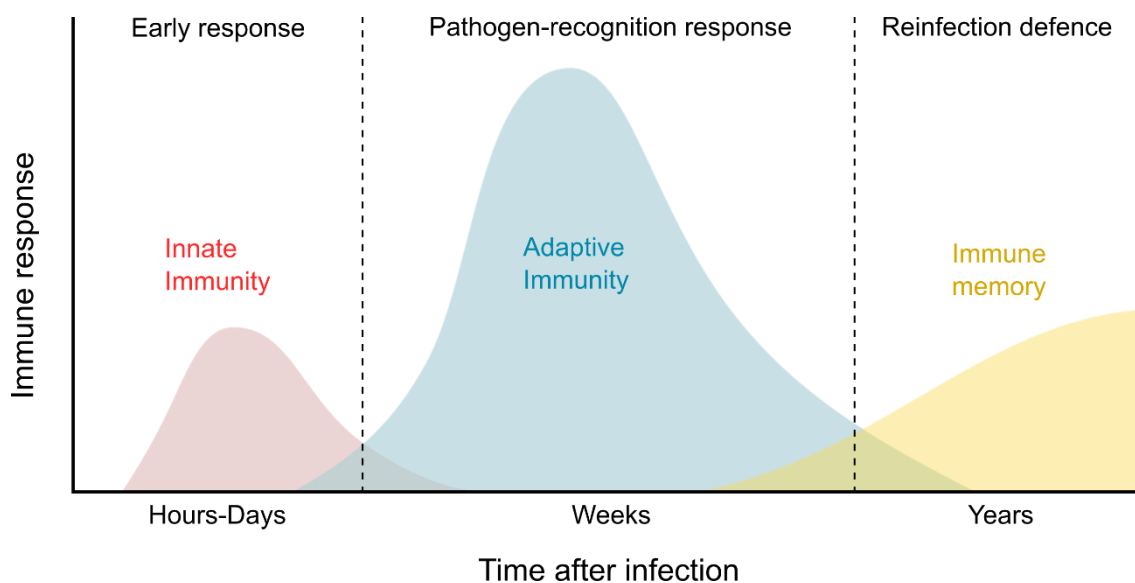 Early response
Pathogen-recognition response
Reinfection defence
Immune response
Innate
Immunity
Adaptive
Immunity
Immune
memory
Hours-Days
Weeks
Years
Time after infection